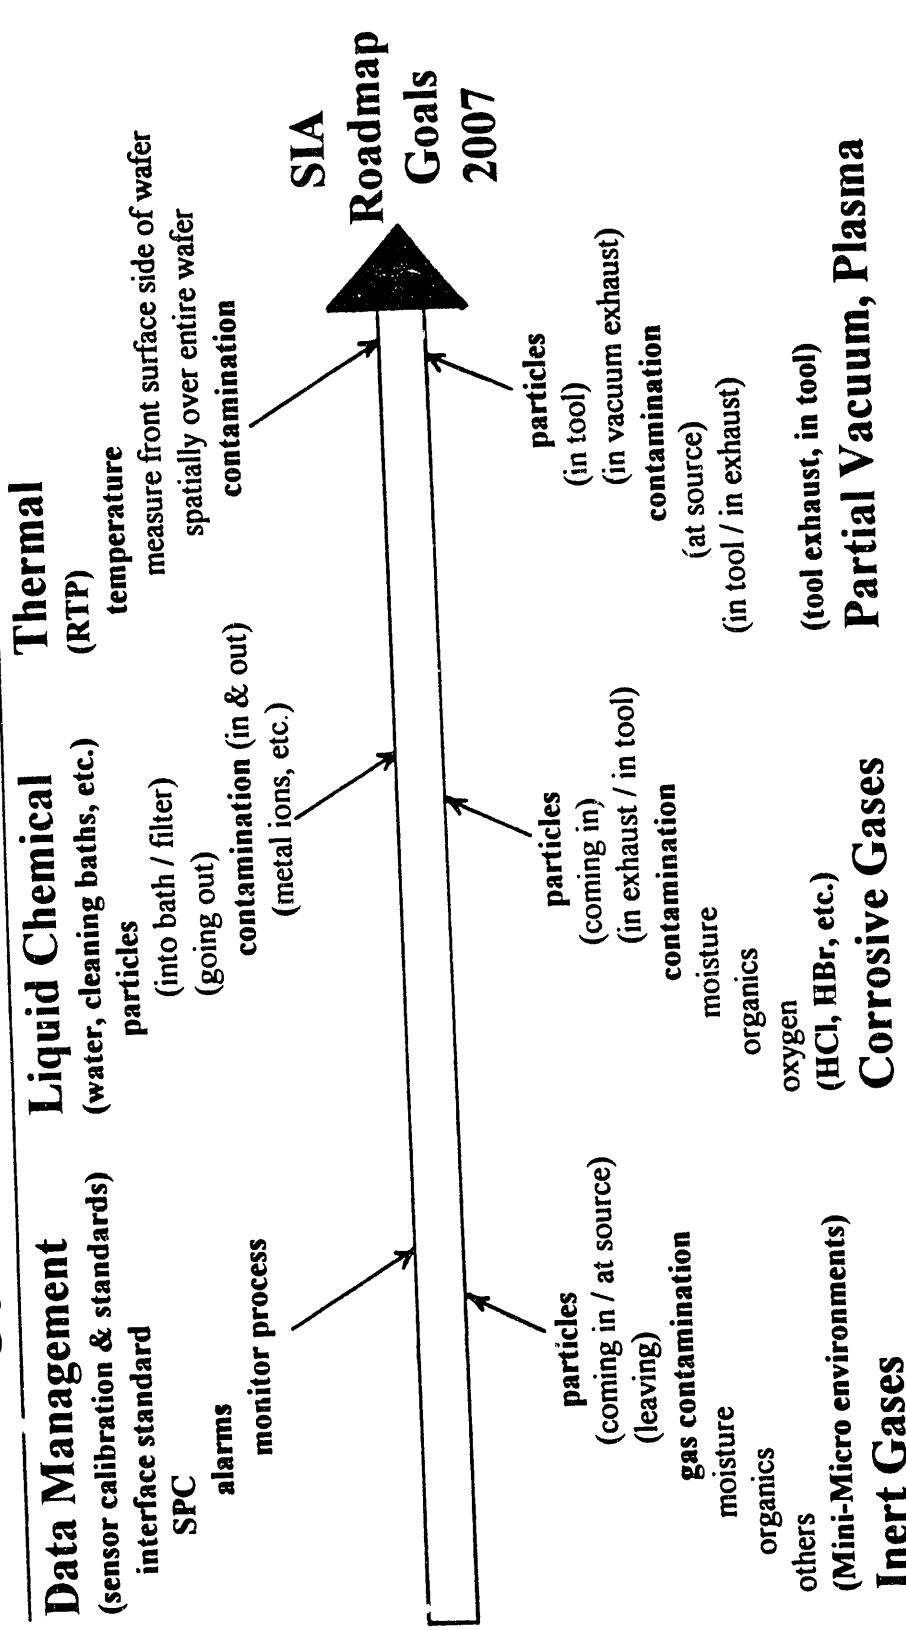 Data Management
(sensor calibration & standards)
interface standard
SPC
alarms
monitor process
Liquid Chemical
(water, cleaning baths, etc.)
particles
(into bath / filter)
(going out)
contamination (in & out)
(metal ions, etc.)
Thermal
(RTP)
temperature
measure front surface side of wafer
spatially over entire wafer
contamination
SIA
Roadmap
Goals
2007
particles
(coming in / at source)
(leaving)
gas contamination
moisture
organics
others
(Mini-Micro environments)
Inert Gases
particles
(coming in)
(in exhaust / in tool)
contamination
moisture
organics
oxygen
(HCl, HBr, etc.)
Corrosive Gases
particles
(in tool)
(in vacuum exhaust)
contamination
(at source)
(in tool / in exhaust)
(tool exhaust, in tool)
Partial Vacuum, Plasma